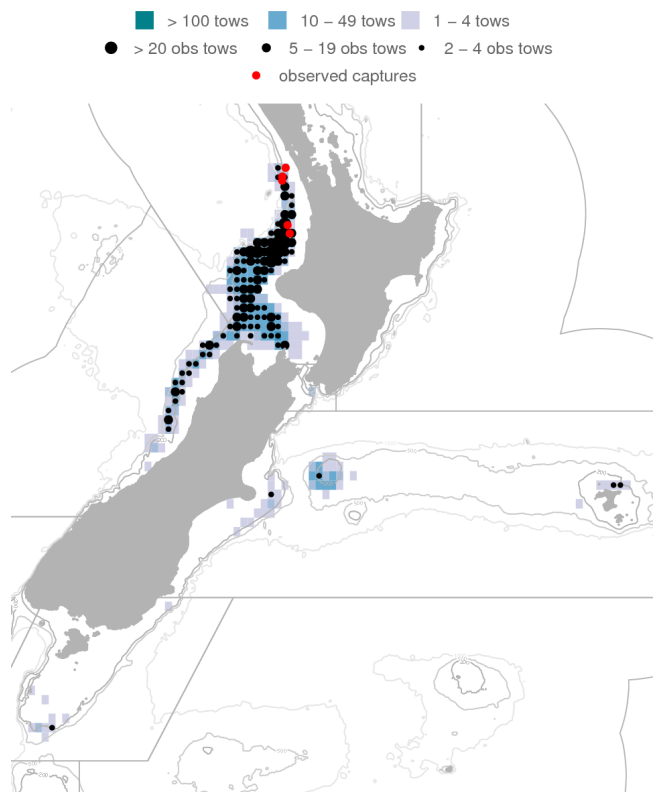 > 100 tows 10 – 49 tows 1 – 4 tows
> 20 obs tows 5 – 19 obs tows 2 – 4 obs tows
observed captures